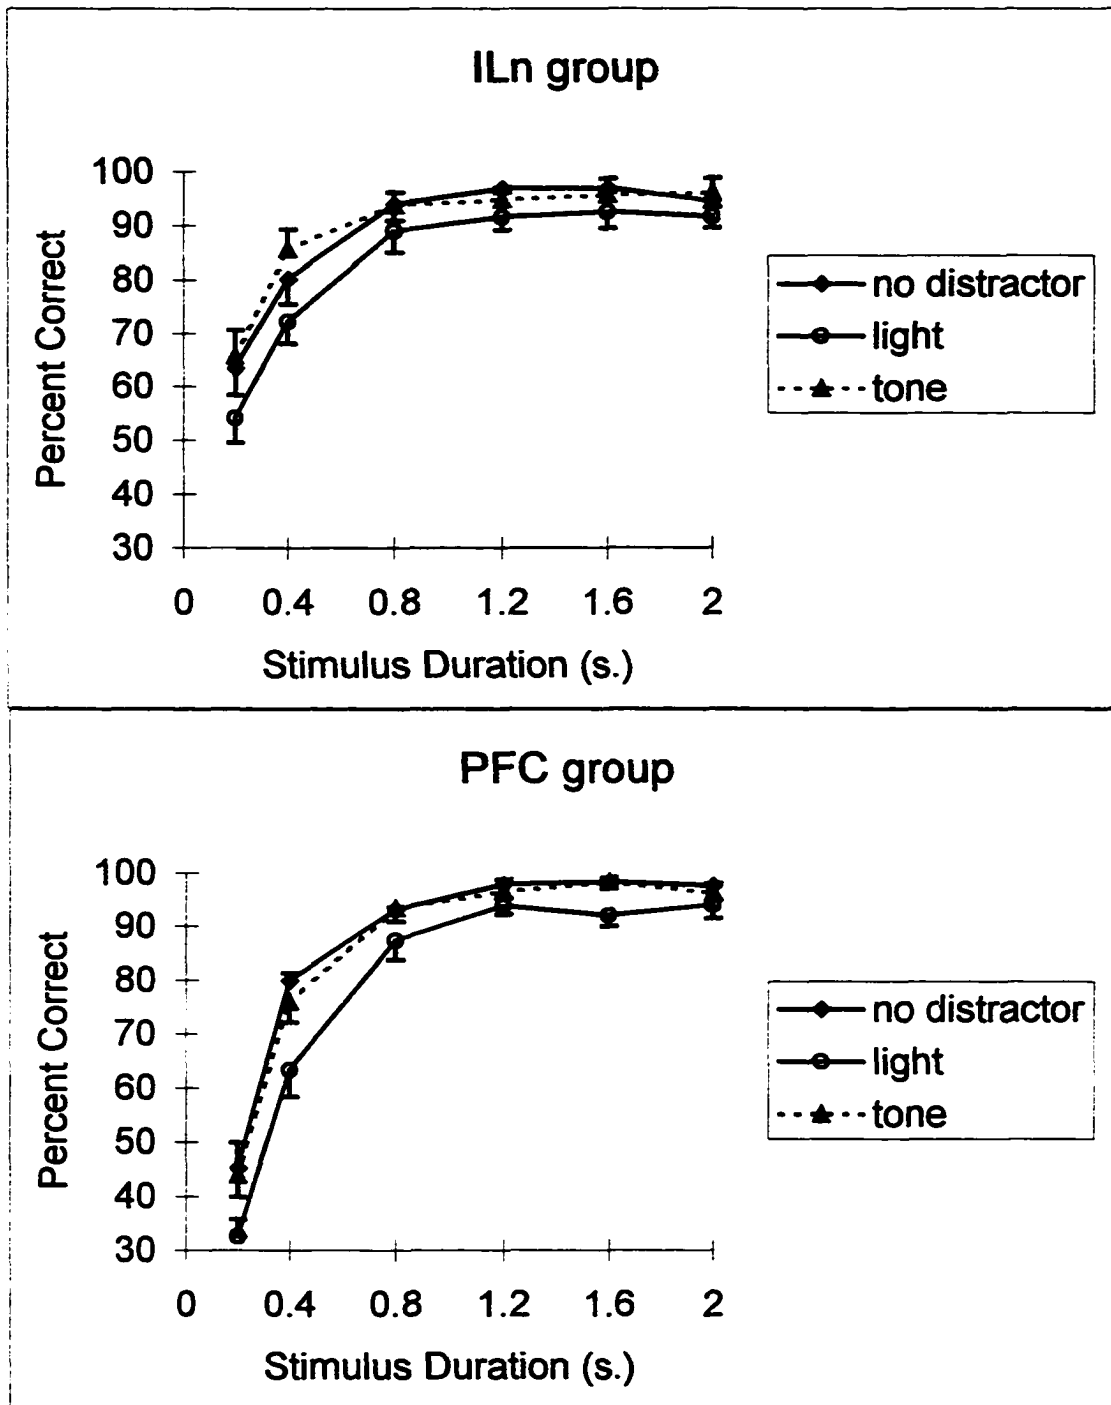 ILn group
100
90
80
70
60
50
40
30
Percent Correct
0 0.4 0.8 1.2 1.6 2
Stimulus Duration (s.)
no distractor
light
tone
PFC group
100
90
80
70
60
50
40
30
Percent Correct
0 0.4 0.8 1.2 1.6 2
Stimulus Duration (s.)
no distractor
light
tone